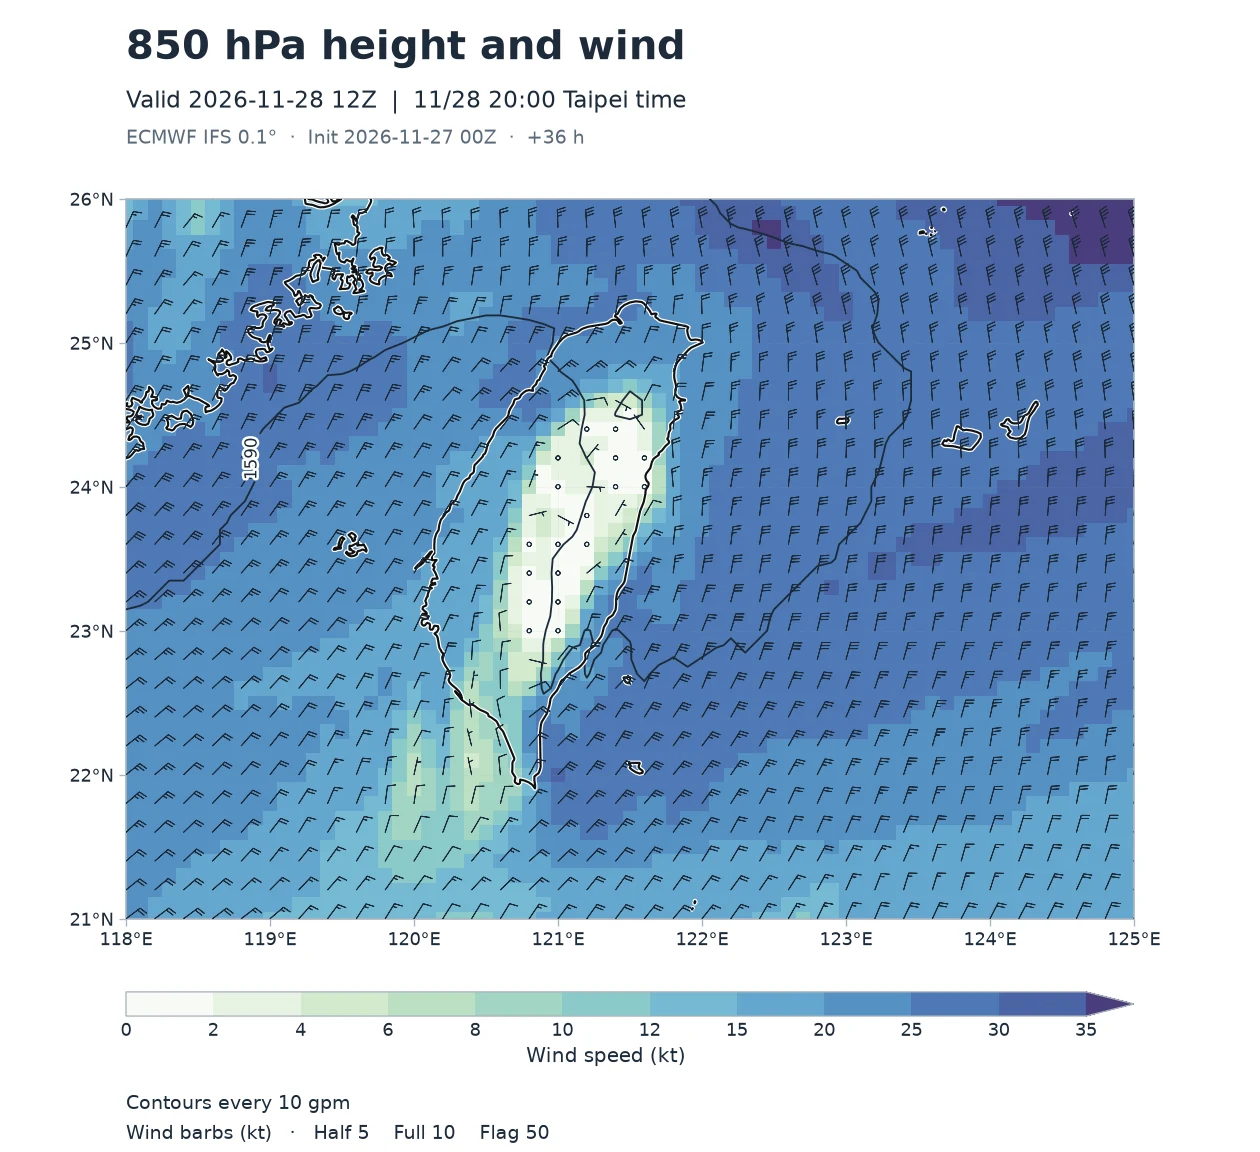 850 hPa height and wind
Valid 2026-11-28 12Z | 11/28 20:00 Taipei time
ECMWF IFS 0.1° · Init 2026-11-27 00Z · +36 h
26°N
25°N
24°N
23°N
22°N
21°N
1590
118°E 119°E 120°E 121°E 122°E 123°E 124°E 125°E
0 2 4 6 8 10 12 15 20 25 30 35
Wind speed (kt)
Contours every 10 gpm
Wind barbs (kt) · Half 5 Full 10 Flag 50